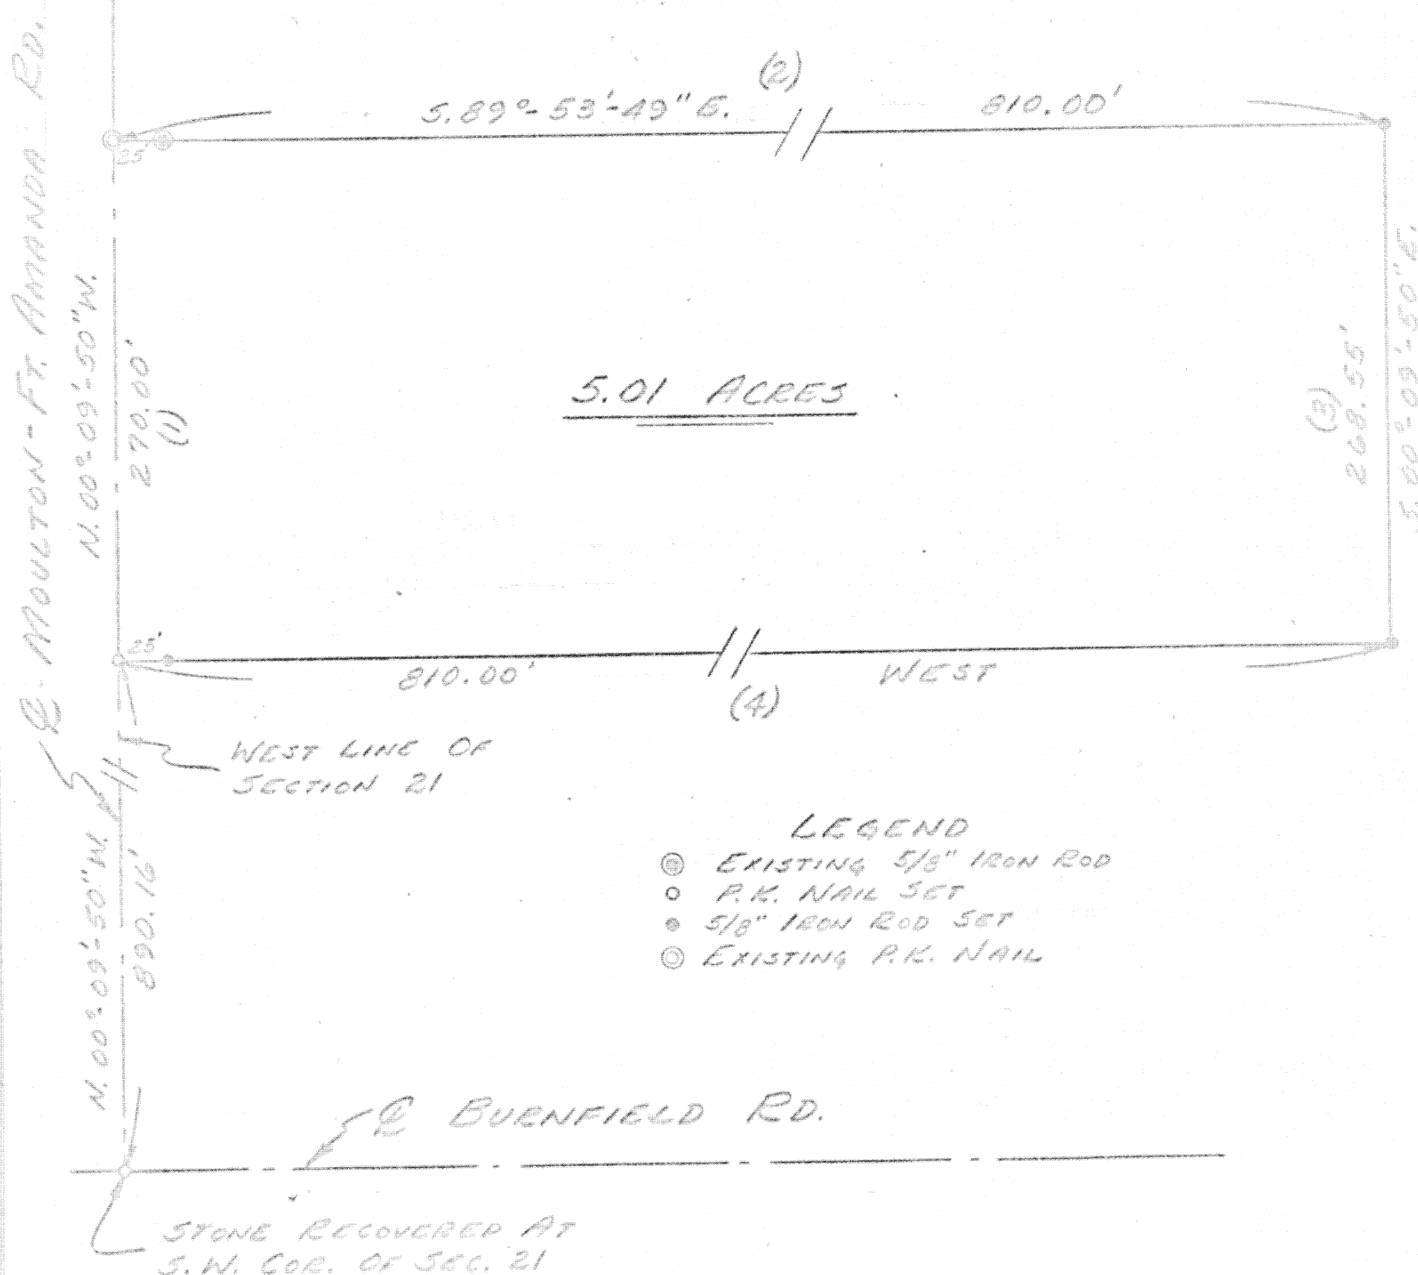 ℄ MOULTON - FT. AMANDA RD.
(2)
S.89°-53'-49"E. 810.00'
25'
N.00°-09'-50"W.
270.00'
(1)
5.01 ACRES
(3)
268.55'
S.00°-09'-50"E.
25'
810.00' WEST
(4)
WEST LINE OF
SECTION 21
N.00°-09'-50"W.
890.16'
LEGEND
EXISTING 5/8" IRON ROD
P.K. NAIL SET
5/8" IRON ROD SET
EXISTING P.K. NAIL
℄ BURNFIELD RD.
STONE RECOVERED AT
S.W. COR. OF SEC. 21